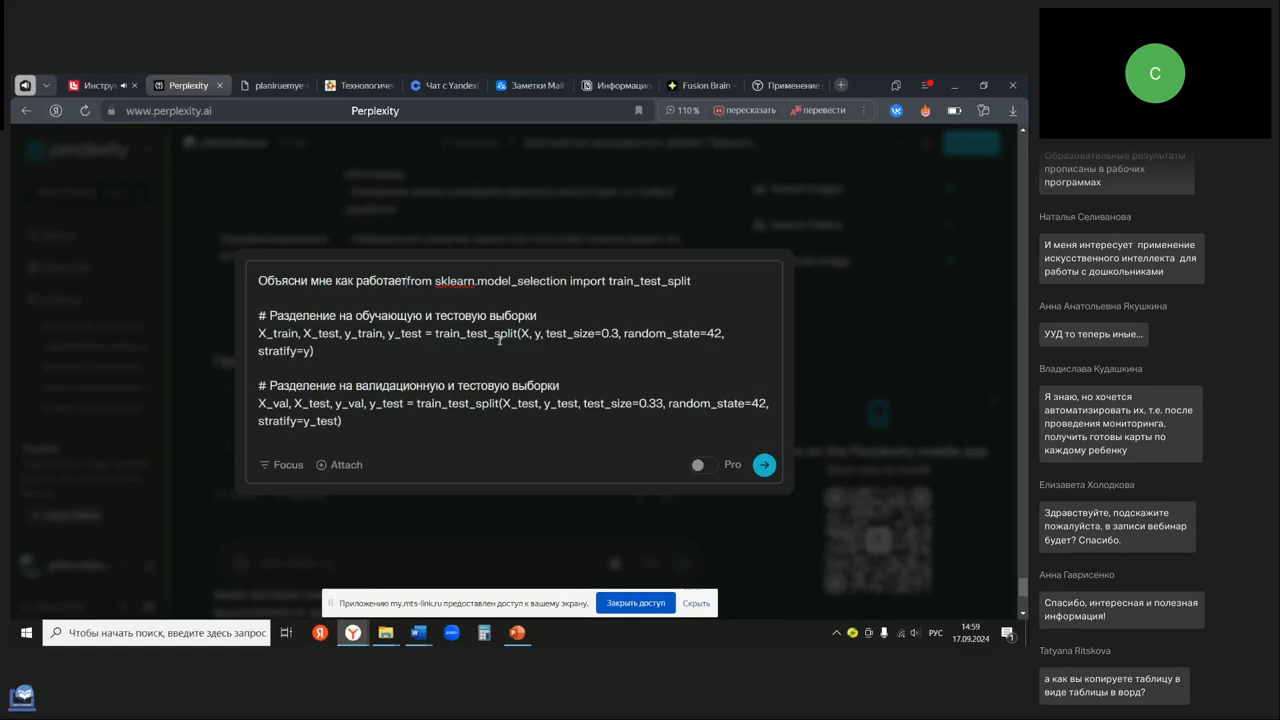 Инструк
Perplexity
planiruemye-
Технологичес
Чат с YandexG
Заметки Mail
Информацио
Fusion Brain -
Применение
www.perplexity.ai
Perplexity
110 %
пересказать
перевести
Объясни мне как работаетfrom sklearn.model_selection import train_test_split
# Разделение на обучающую и тестовую выборки
X_train, X_test, y_train, y_test = train_test_split(X, y, test_size=0.3, random_state=42,
stratify=y)
# Разделение на валидационную и тестовую выборки
X_val, X_test, y_val, y_test = train_test_split(X_test, y_test, test_size=0.33, random_state=42,
stratify=y_test)
Focus
Attach
Pro
Приложению my.mts-link.ru предоставлен доступ к вашему экрану.
Закрыть доступ
Скрыть
Чтобы начать поиск, введите здесь запрос
РУС
14:59
17.09.2024
С
Образовательные результаты
прописаны в рабочих
программах
Наталья Селиванова
И меня интересует применение
искусственного интеллекта для
работы с дошкольниками
Анна Анатольевна Якушкина
УУД то теперь иные...
Владислава Кудашкина
Я знаю, но хочется
автоматизировать их, т.е. после
проведения мониторинга,
получить готовы карты по
каждому ребенку
Елизавета Холодкова
Здравствуйте, подскажите
пожалуйста, в записи вебинар
будет? Спасибо.
Анна Гаврисенко
Спасибо, интересная и полезная
информация!
Tatyana Ritskova
а как вы копируете таблицу в
виде таблицы в ворд?